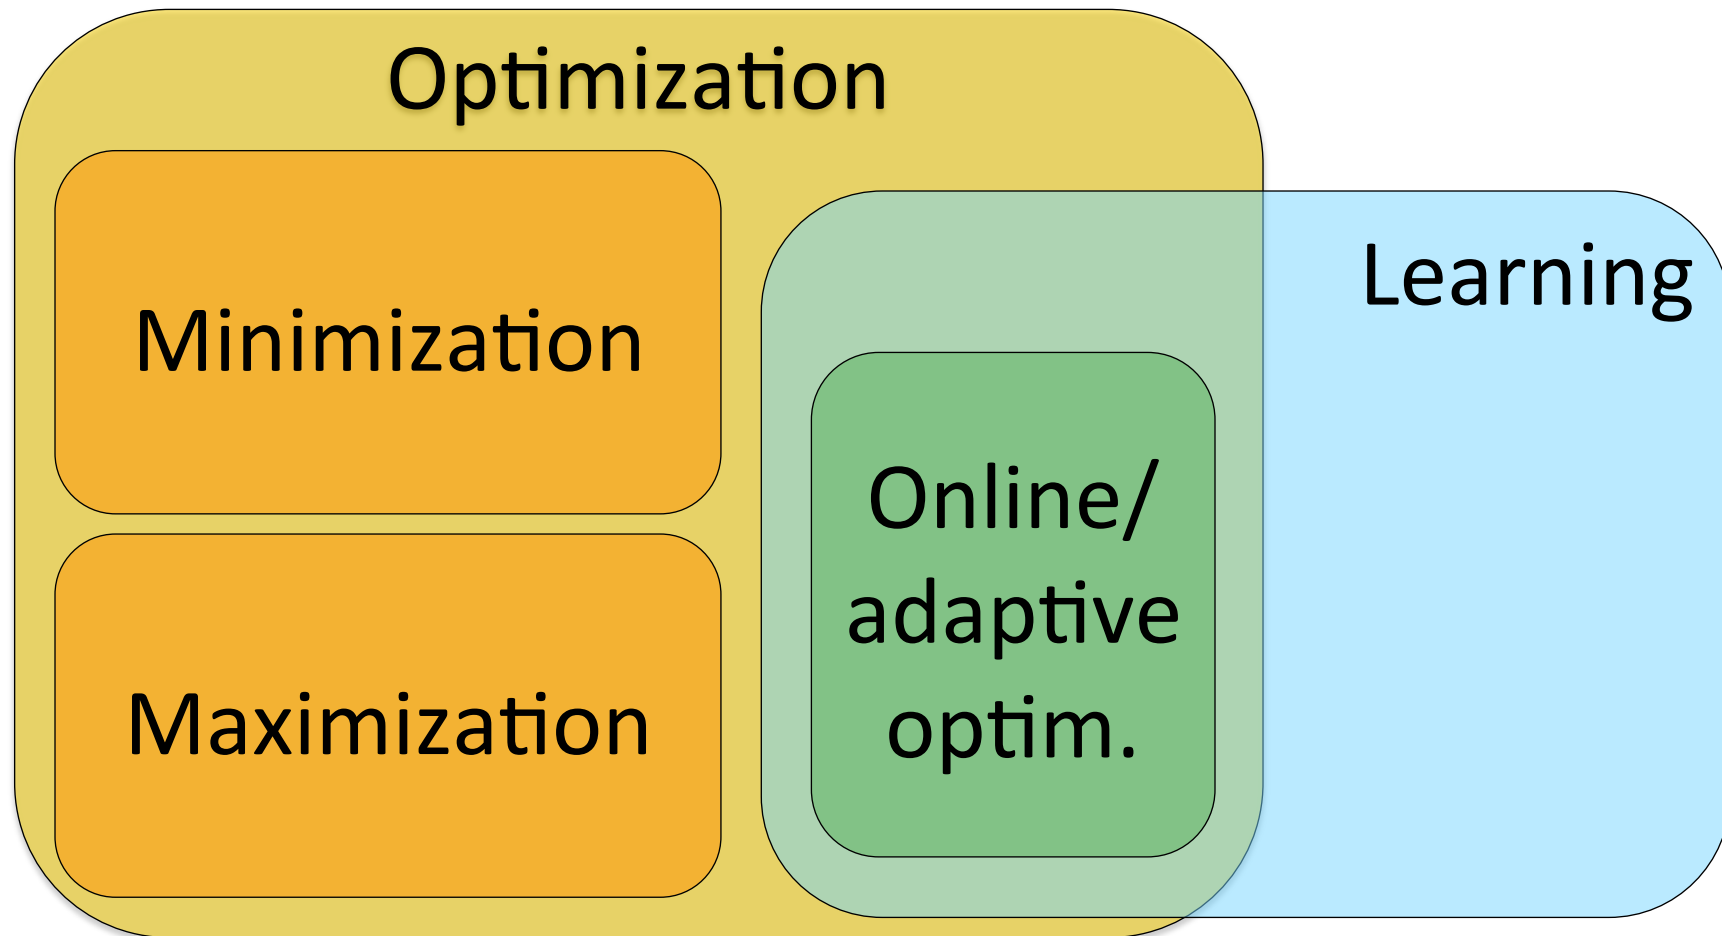 Optimization
Learning
Minimization
Online/
adaptive
optim.
Maximization